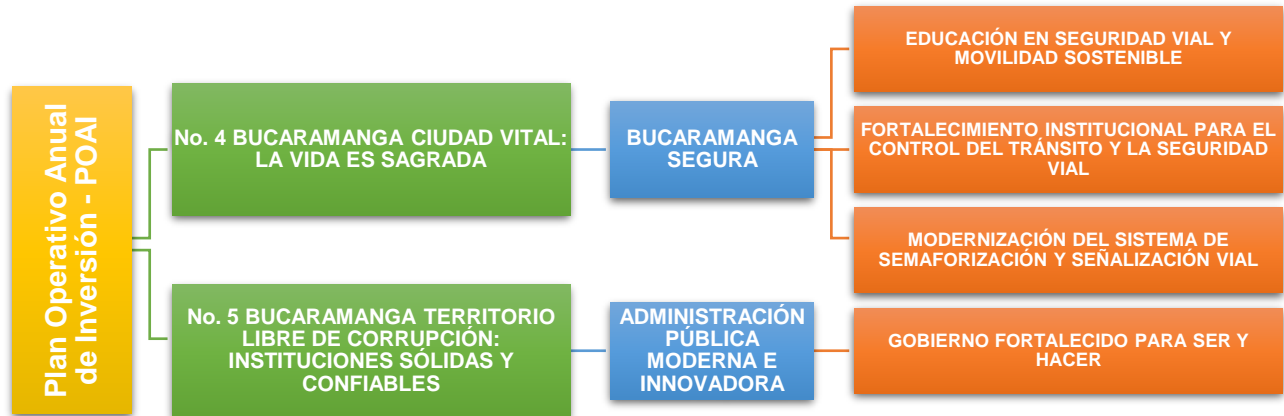 Plan Operativo Anual
de Inversión - POAI
No. 4 BUCARAMANGA CIUDAD VITAL:
LA VIDA ES SAGRADA
BUCARAMANGA
SEGURA
EDUCACIÓN EN SEGURIDAD VIAL Y
MOVILIDAD SOSTENIBLE
FORTALECIMIENTO INSTITUCIONAL PARA EL
CONTROL DEL TRÁNSITO Y LA SEGURIDAD
VIAL
MODERNIZACIÓN DEL SISTEMA DE
SEMAFORIZACIÓN Y SEÑALIZACIÓN VIAL
No. 5 BUCARAMANGA TERRITORIO
LIBRE DE CORRUPCIÓN:
INSTITUCIONES SÓLIDAS Y
CONFIABLES
ADMINISTRACIÓN
PÚBLICA
MODERNA E
INNOVADORA
GOBIERNO FORTALECIDO PARA SER Y
HACER